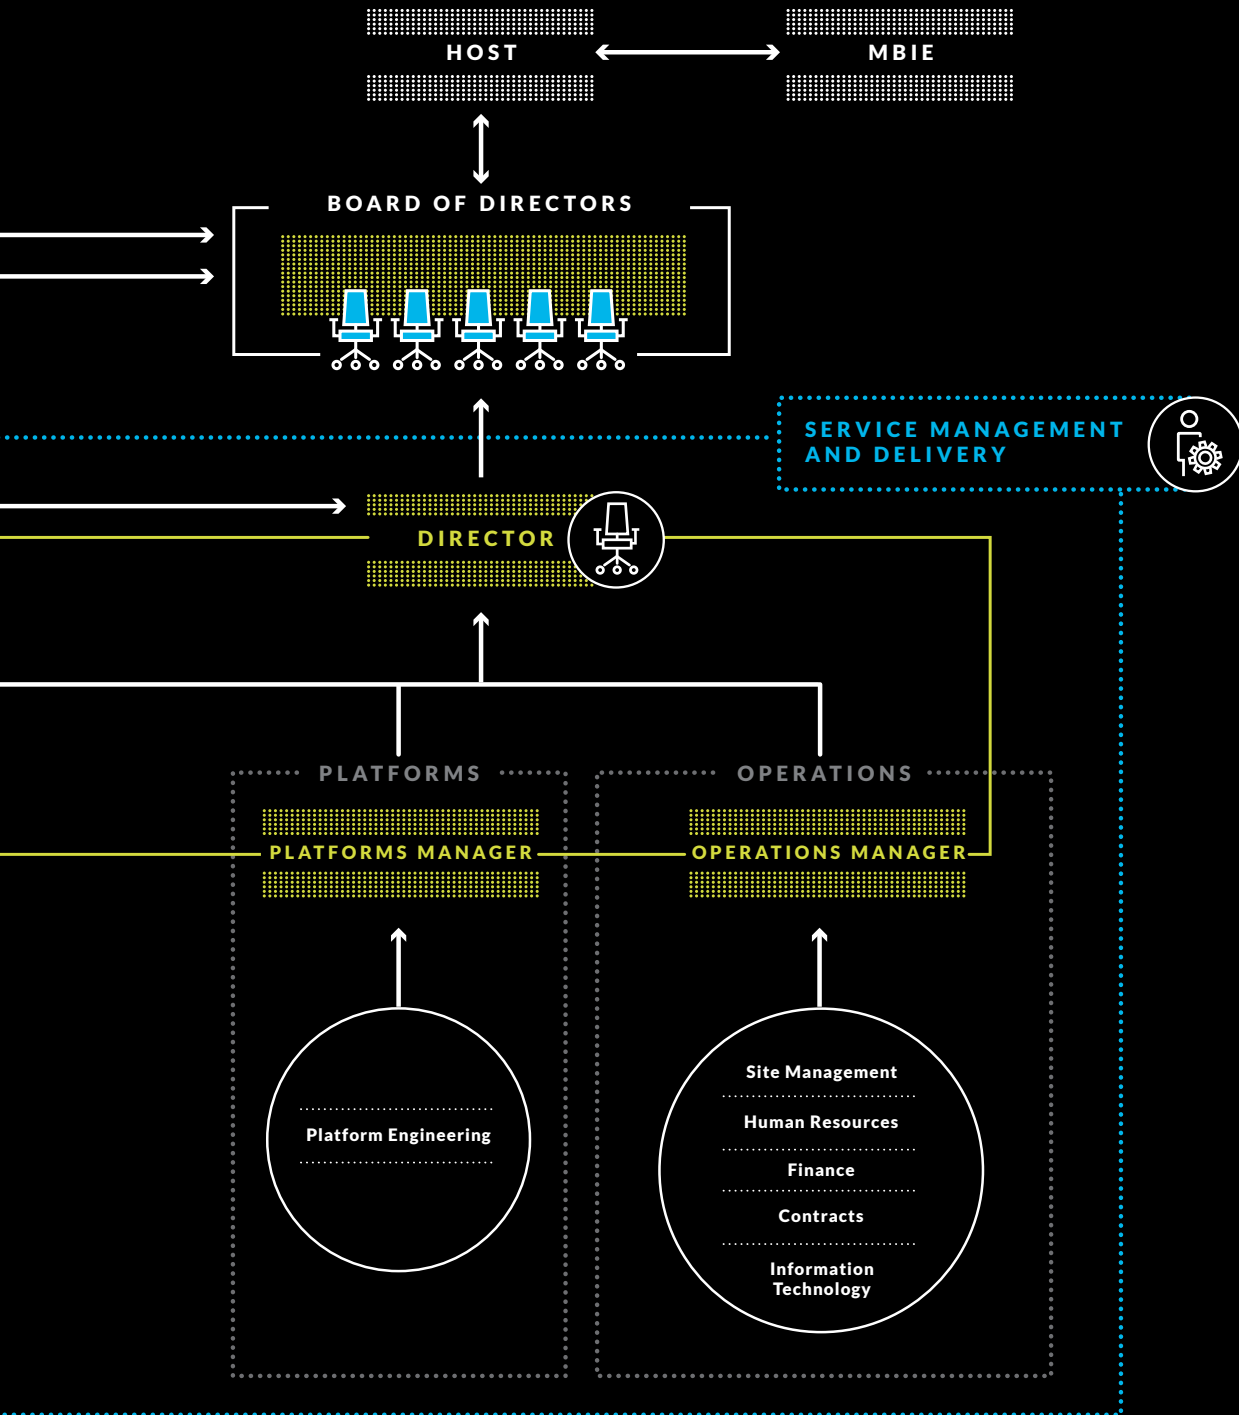 HOST
MBIE
BOARD OF DIRECTORS
SERVICE MANAGEMENT
AND DELIVERY
DIRECTOR
PLATFORMS
OPERATIONS
PLATFORMS MANAGER
OPERATIONS MANAGER
Platform Engineering
Site Management
Human Resources
Finance
Contracts
Information
Technology